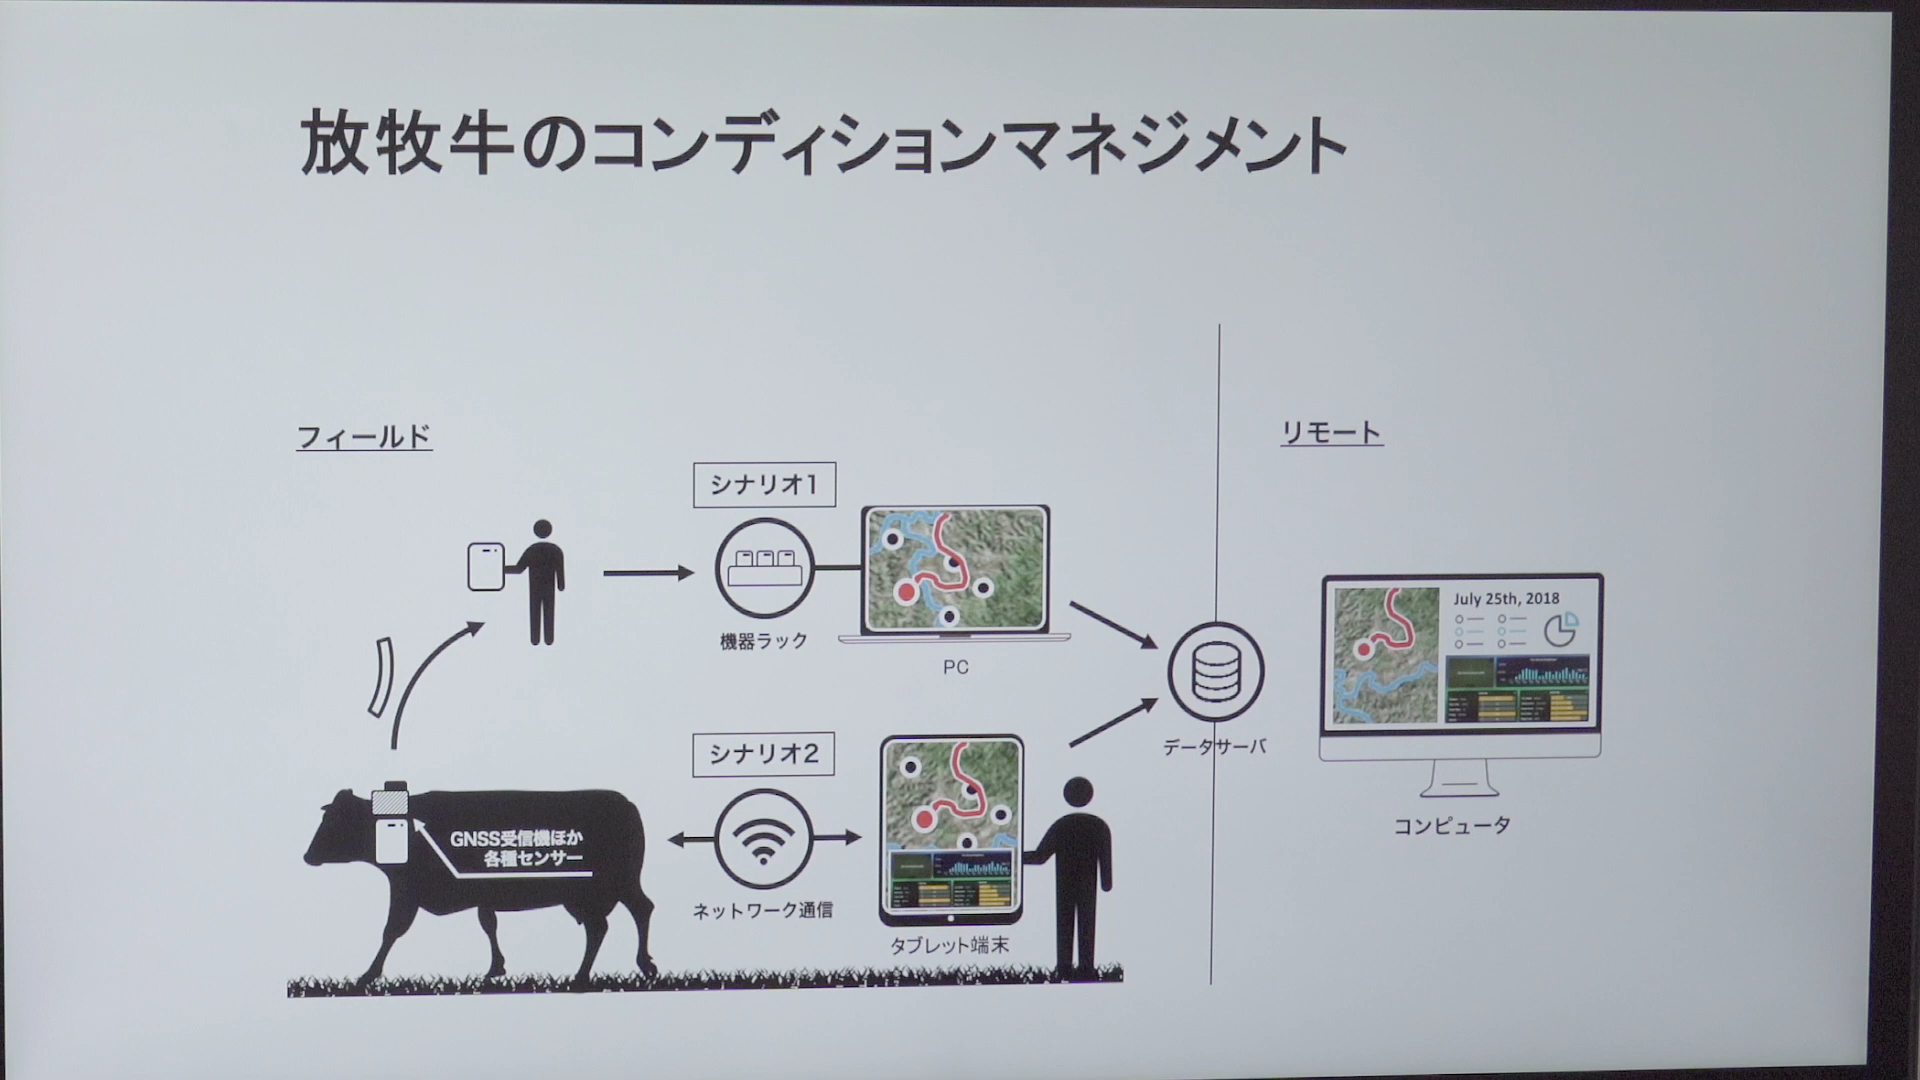 放牧牛のコンディションマネジメント
フィールド
リモート
シナリオ1
機器ラック
PC
July 25th, 2018
データサーバ
コンピュータ
シナリオ2
GNSS受信機ほか
各種センサー
ネットワーク通信
タブレット端末